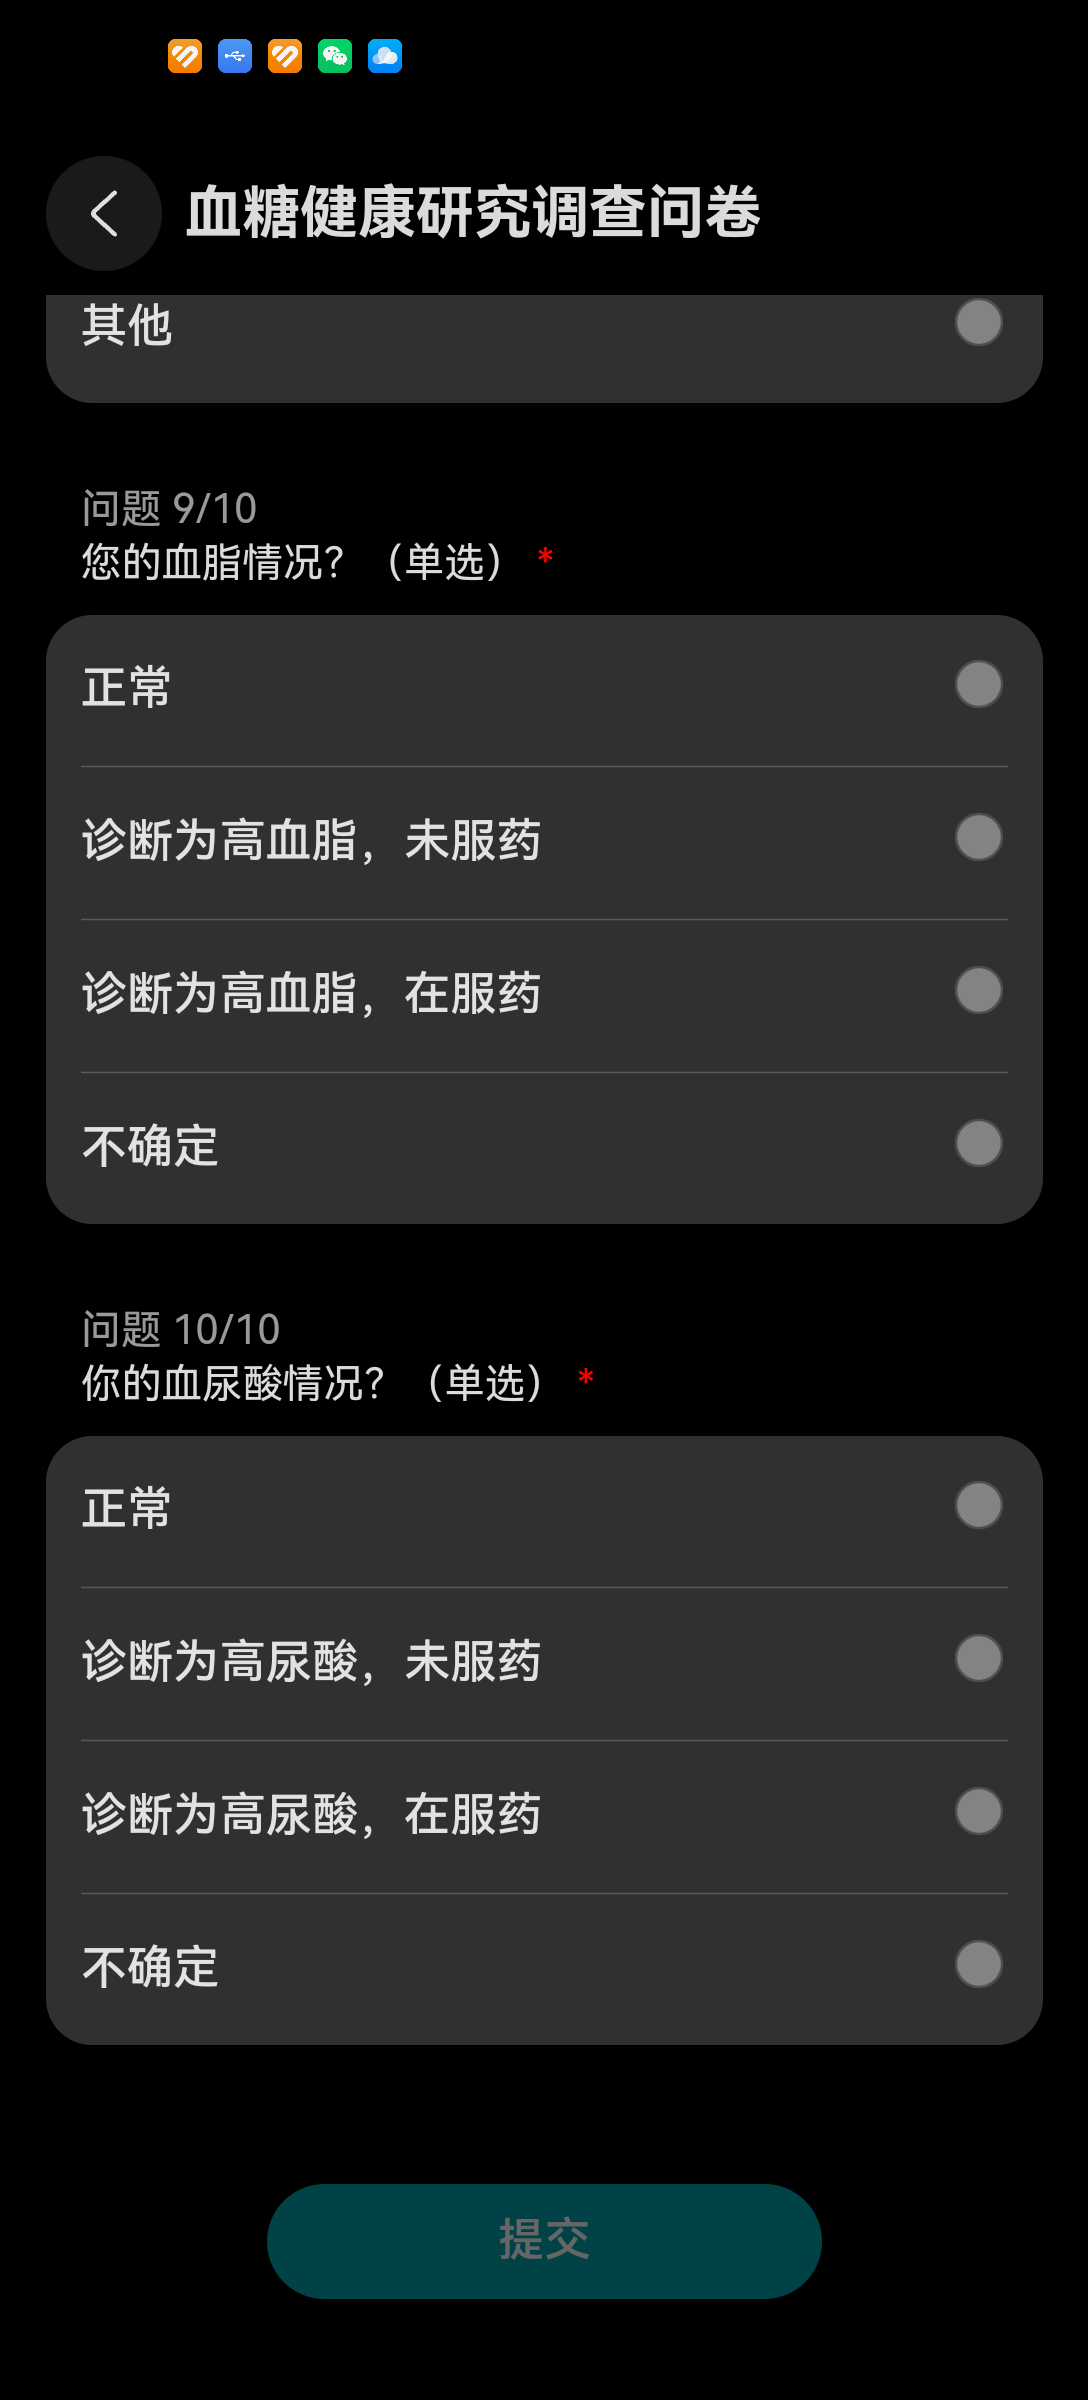 血糖健康研究调查问卷
其他
问题 9/10
您的血脂情况？（单选） *
正常
诊断为高血脂，未服药
诊断为高血脂，在服药
不确定
问题 10/10
你的血尿酸情况？（单选） *
正常
诊断为高尿酸，未服药
诊断为高尿酸，在服药
不确定
提交